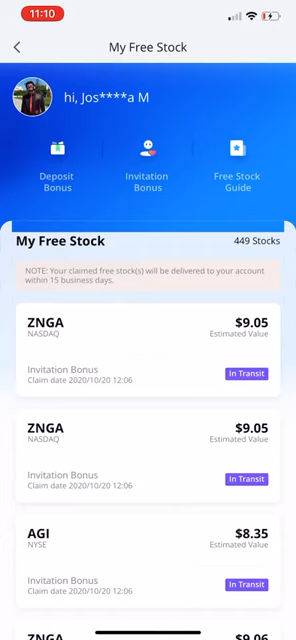 11:10
My Free Stock
hi, Jos****a M
Deposit
Bonus
Invitation
Bonus
Free Stock
Guide
My Free Stock
449 Stocks
NOTE: Your claimed free stock(s) will be delivered to your account
within 15 business days.
ZNGA
$9.05
NASDAQ
Estimated Value
Invitation Bonus
Claim date 2020/10/20 12:06
In Transit
ZNGA
$9.05
NASDAQ
Estimated Value
Invitation Bonus
Claim date 2020/10/20 12:06
In Transit
AGI
$8.35
NYSE
Estimated Value
Invitation Bonus
Claim date 2020/10/20 12:06
In Transit
ZNGA
$9.06